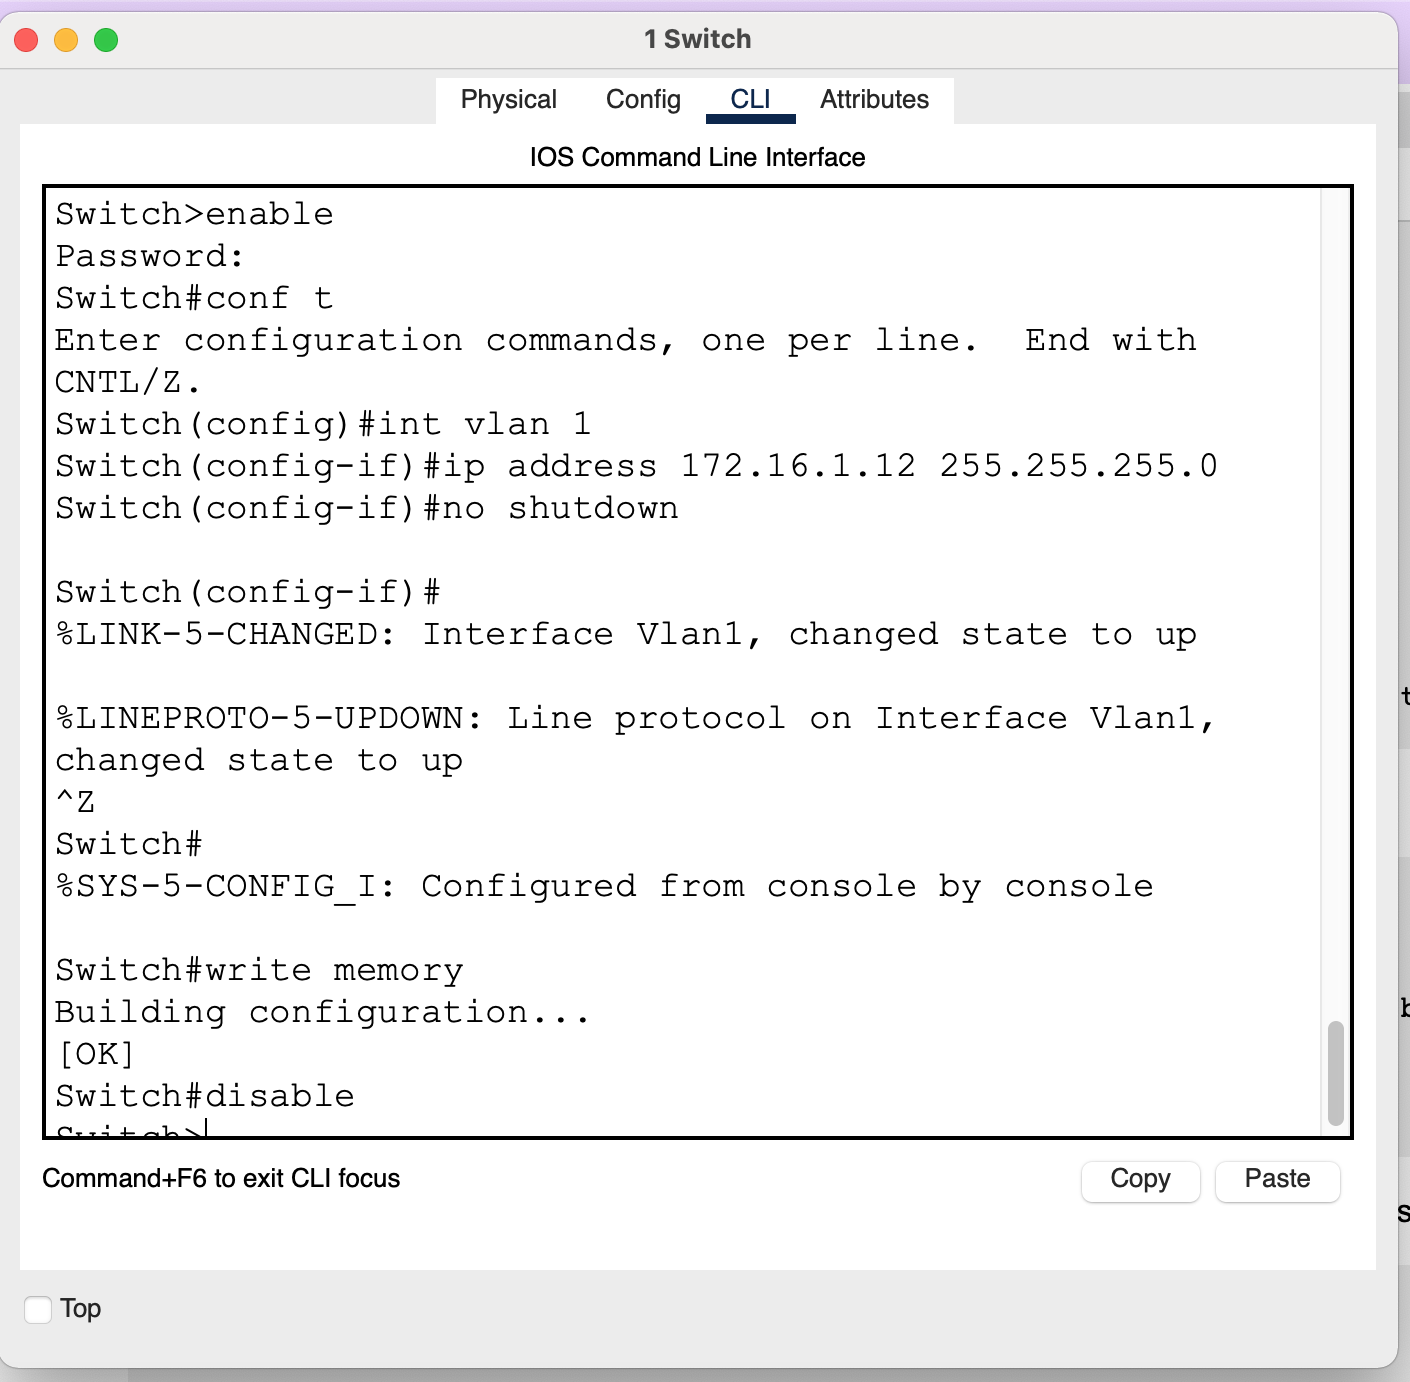 1 Switch
Physical Config CLI Attributes
IOS Command Line Interface
Switch>enable
Password:
Switch#conf t
Enter configuration commands, one per line.  End with
CNTL/Z.
Switch(config)#int vlan 1
Switch(config-if)#ip address 172.16.1.12 255.255.255.0
Switch(config-if)#no shutdown
Switch(config-if)#
%LINK-5-CHANGED: Interface Vlan1, changed state to up
%LINEPROTO-5-UPDOWN: Line protocol on Interface Vlan1,
changed state to up
^Z
Switch#
%SYS-5-CONFIG_I: Configured from console by console
Switch#write memory
Building configuration...
[OK]
Switch#disable
Switch>
Command+F6 to exit CLI focus
Copy Paste
Top